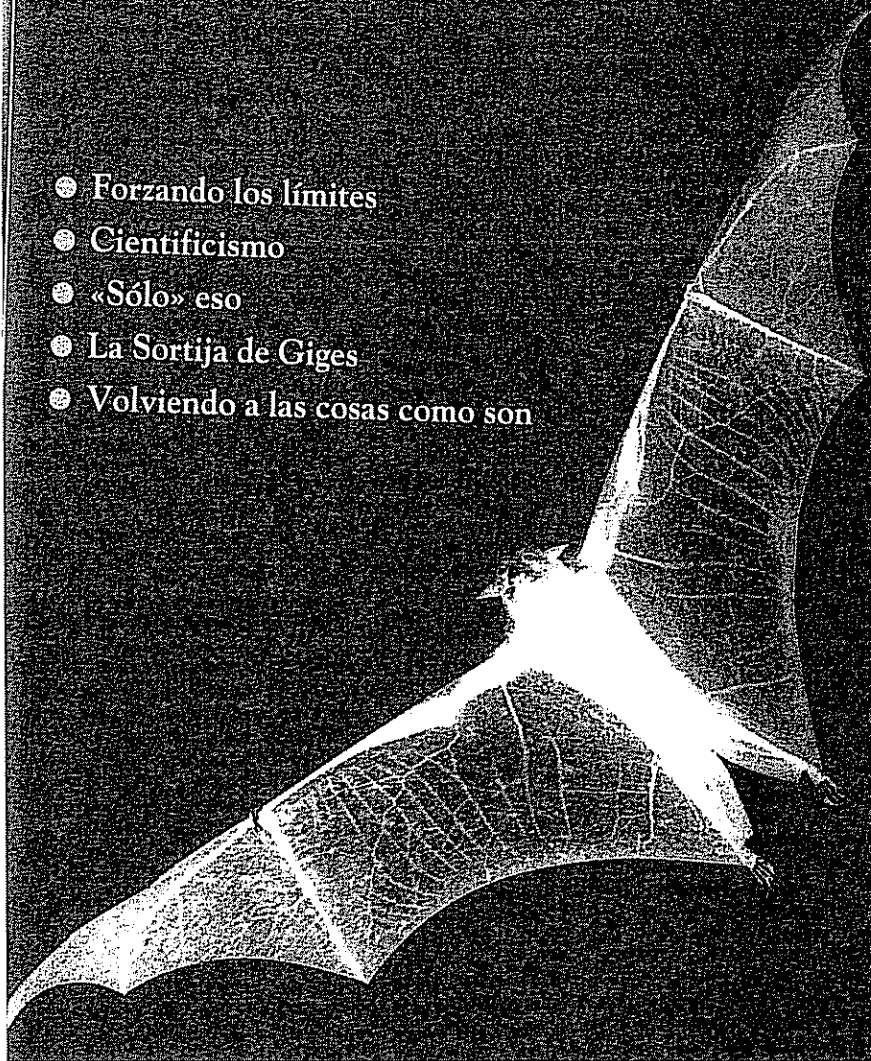 ● Forzando los límites
● Cientificismo
● «Sólo» eso
● La Sortija de Giges
● Volviendo a las cosas como son